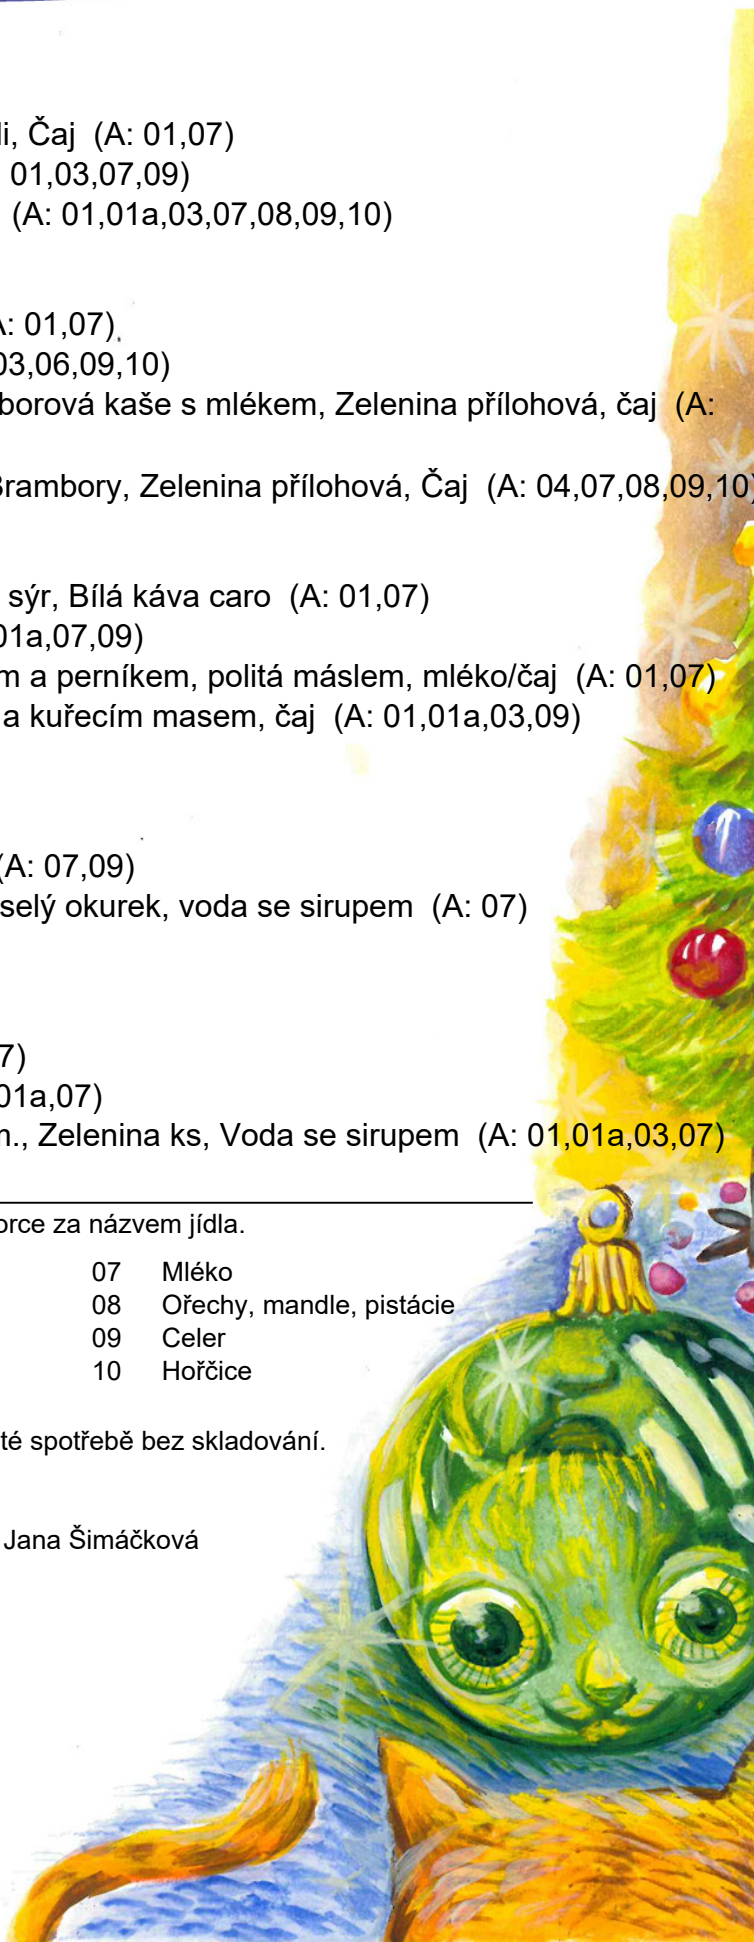 li, Čaj (A: 01,07)
01,03,07,09)
(A: 01,01a,03,07,08,09,10)
A: 01,07)
03,06,09,10)
borová kaše s mlékem, Zelenina přílohová, čaj (A:
Brambory, Zelenina přílohová, Čaj (A: 04,07,08,09,10)
sýr, Bílá káva caro (A: 01,07)
01a,07,09)
m a perníkem, politá máslem, mléko/čaj (A: 01,07)
a kuřecím masem, čaj (A: 01,01a,03,09)
(A: 07,09)
selý okurek, voda se sirupem (A: 07)
7)
01a,07)
m., Zelenina ks, Voda se sirupem (A: 01,01a,03,07)
orce za názvem jídla.
07 Mléko
08 Ořechy, mandle, pistácie
09 Celer
10 Hořčice
té spotřebě bez skladování.
Jana Šimáčková